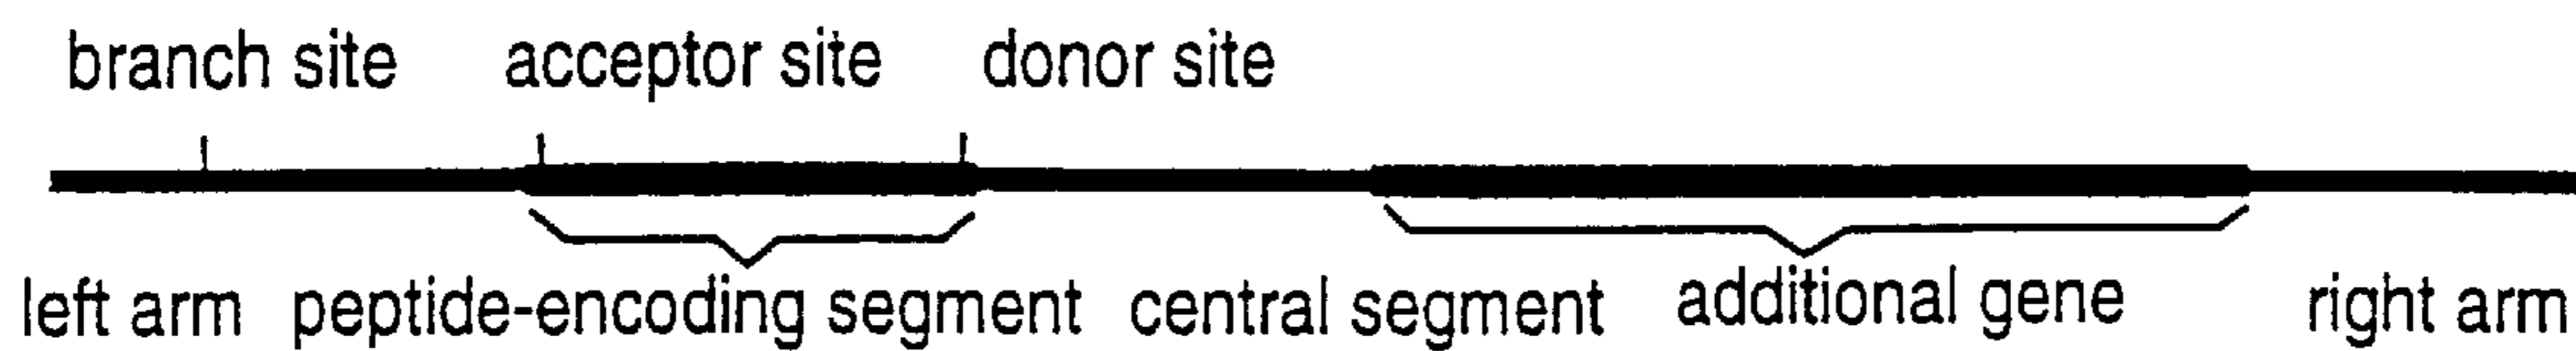 branch site acceptor site donor site
left arm peptide-encoding segment central segment additional gene right arm